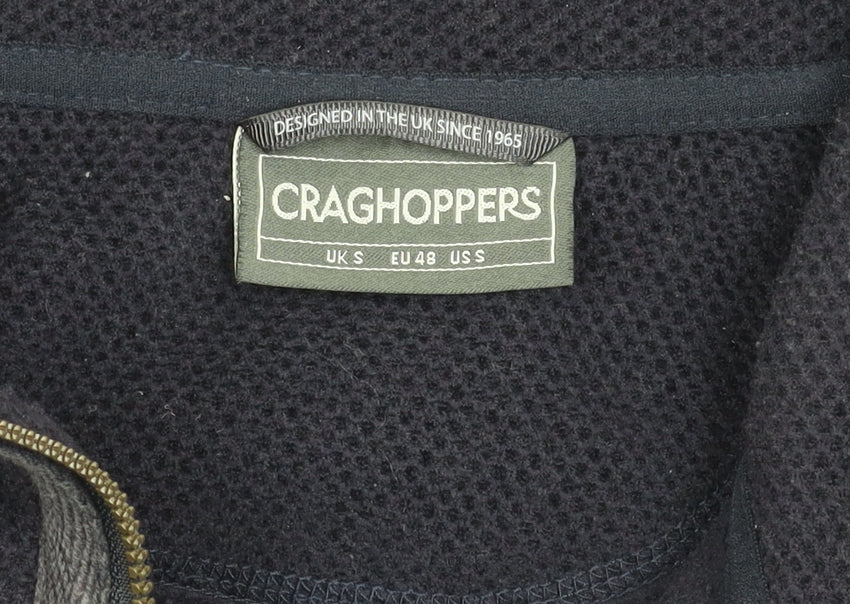 DESIGNED IN THE UK SINCE 1965
CRAGHOPPERS
UK S EU 48 US S